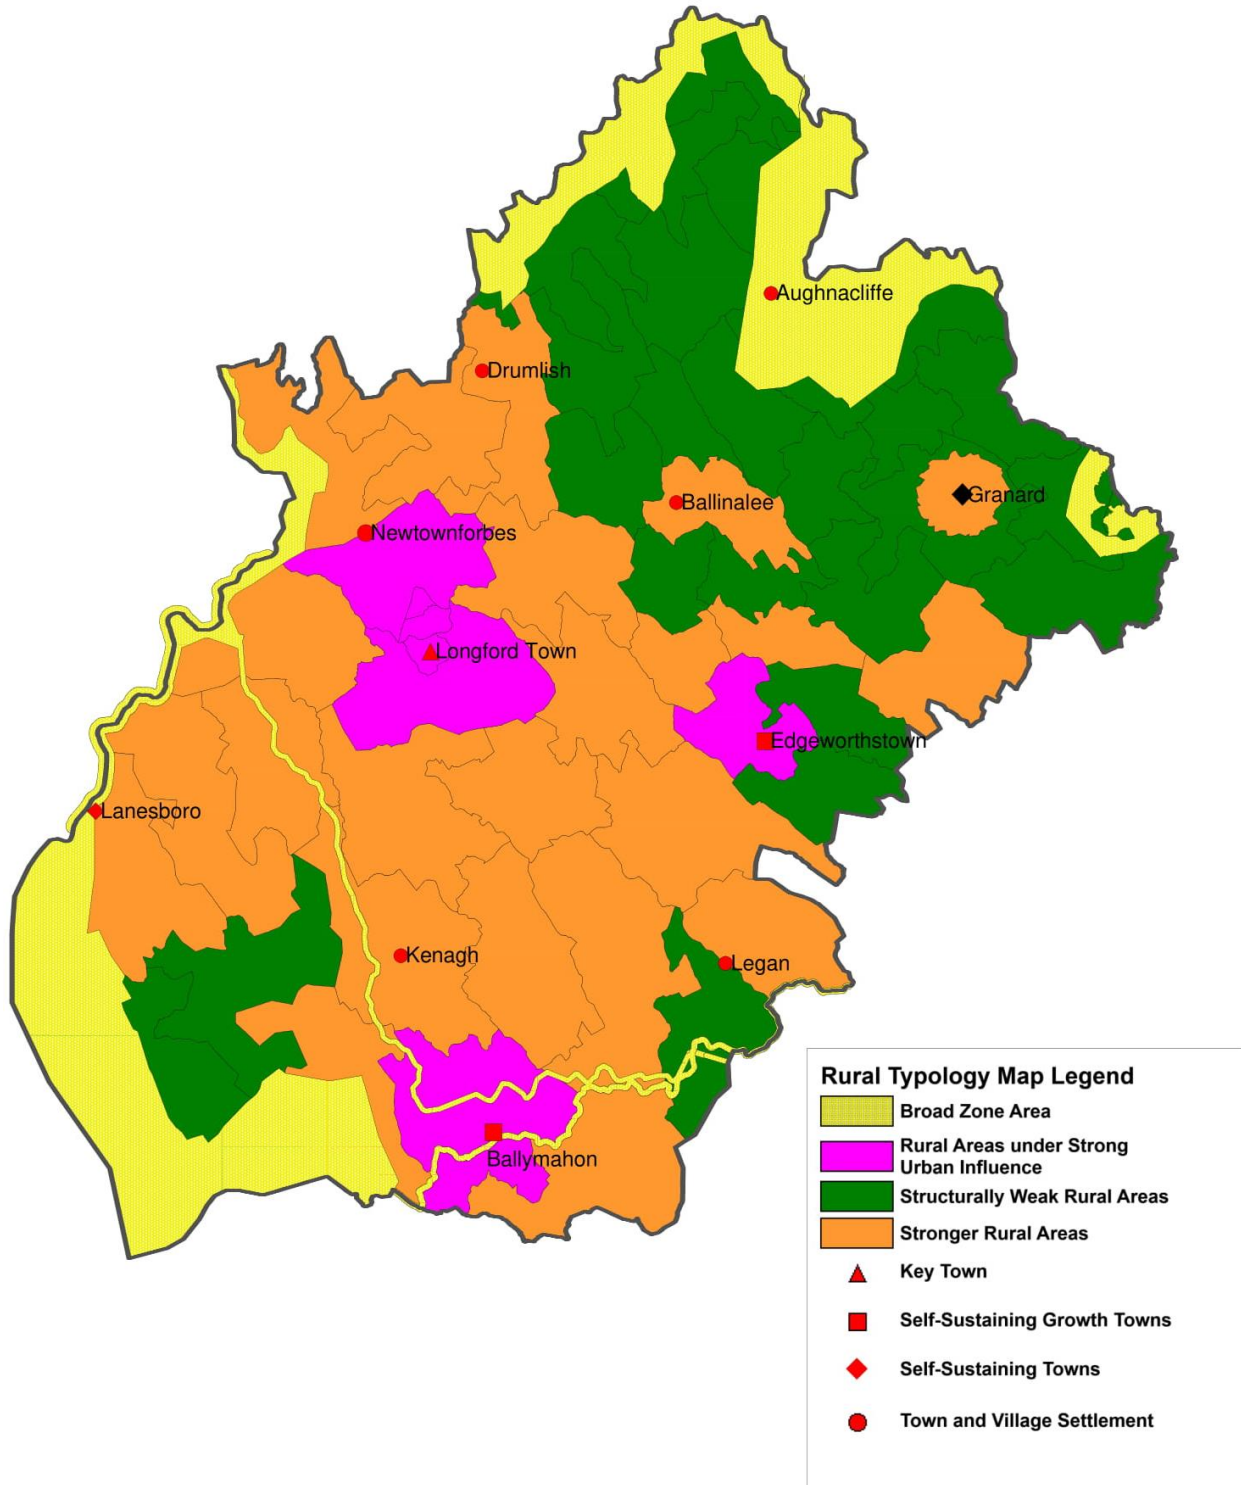 Aughnacliffe
Drumlish
Ballinalee
Granard
Newtownforbes
Longford Town
Edgeworthstown
Lanesboro
Kenagh
Legan
Ballymahon
Rural Typology Map Legend
Broad Zone Area
Rural Areas under Strong
Urban Influence
Structurally Weak Rural Areas
Stronger Rural Areas
Key Town
Self-Sustaining Growth Towns
Self-Sustaining Towns
Town and Village Settlement